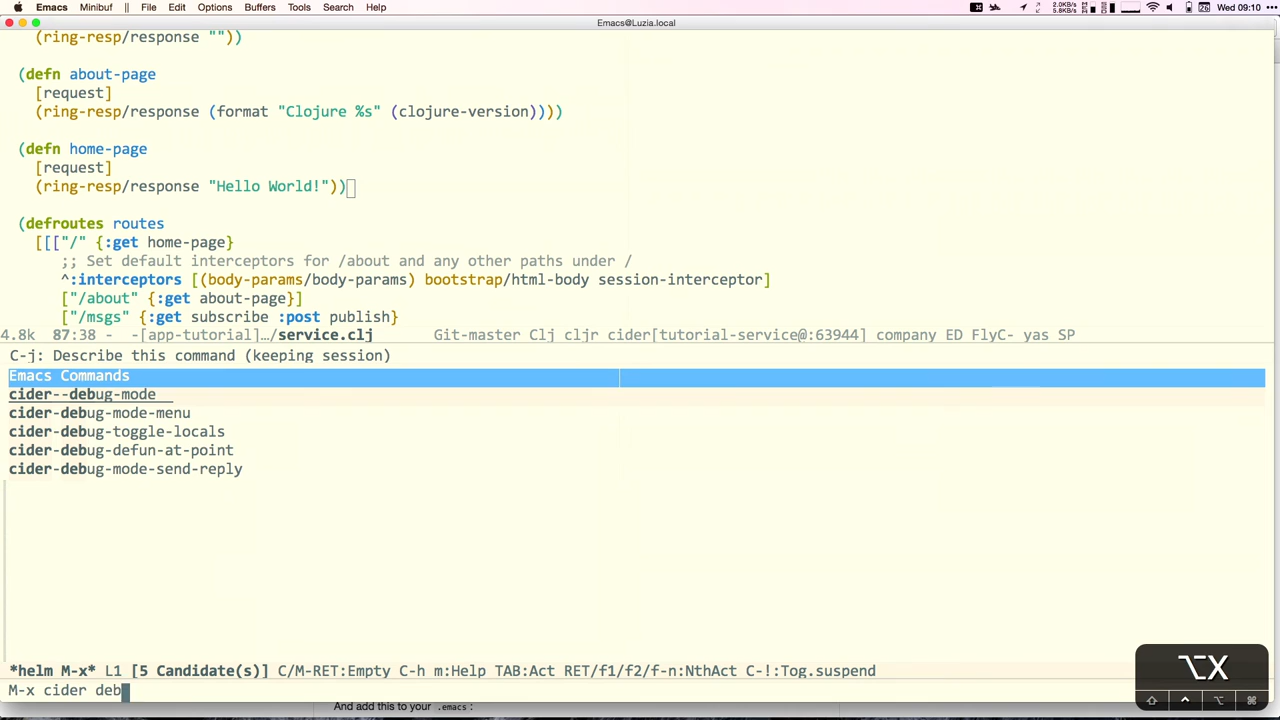 Emacs Minibuf || File Edit Options Buffers Tools Search Help 2.0KB/s 5.8KB/s 26 Wed 09:10
Emacs@Luzia.local
(ring-resp/response ""))
(defn about-page
[request]
(ring-resp/response (format "Clojure %s" (clojure-version))))
(defn home-page
[request]
(ring-resp/response "Hello World!"))
(defroutes routes
[[["/" {:get home-page}
;; Set default interceptors for /about and any other paths under /
^:interceptors [(body-params/body-params) bootstrap/html-body session-interceptor]
["/about" {:get about-page}]
["/msgs" {:get subscribe :post publish}
4.8k 87:38 - -[app-tutorial]…/service.clj Git-master Clj cljr cider[tutorial-service@:63944] company ED FlyC- yas SP
C-j: Describe this command (keeping session)
Emacs Commands
cider--debug-mode
cider-debug-mode-menu
cider-debug-toggle-locals
cider-debug-defun-at-point
cider-debug-mode-send-reply
*helm M-x* L1 [5 Candidate(s)] C/M-RET:Empty C-h m:Help TAB:Act RET/f1/f2/f-n:NthAct C-!:Tog.suspend
M-x cider deb
And add this to your .emacs :
⌥X
⇧ ⌃ ⌥ ⌘